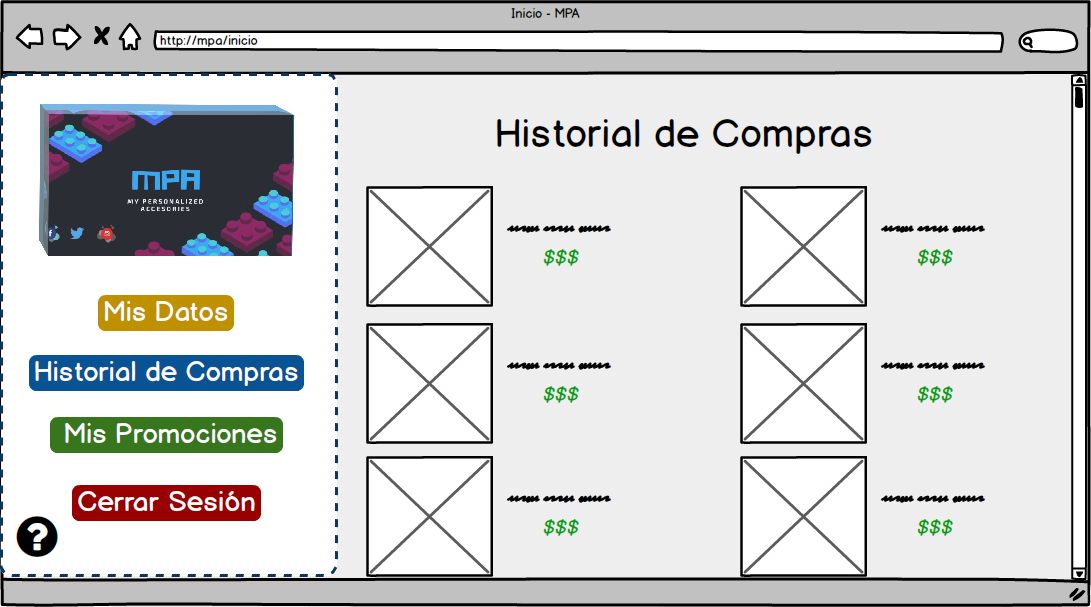 Inicio - MPA
http://mpa/inicio
MPA
MY PERSONALIZED
ACCESORIES
Mis Datos
Historial de Compras
Mis Promociones
Cerrar Sesión
?
Historial de Compras
$$$
$$$
$$$
$$$
$$$
$$$